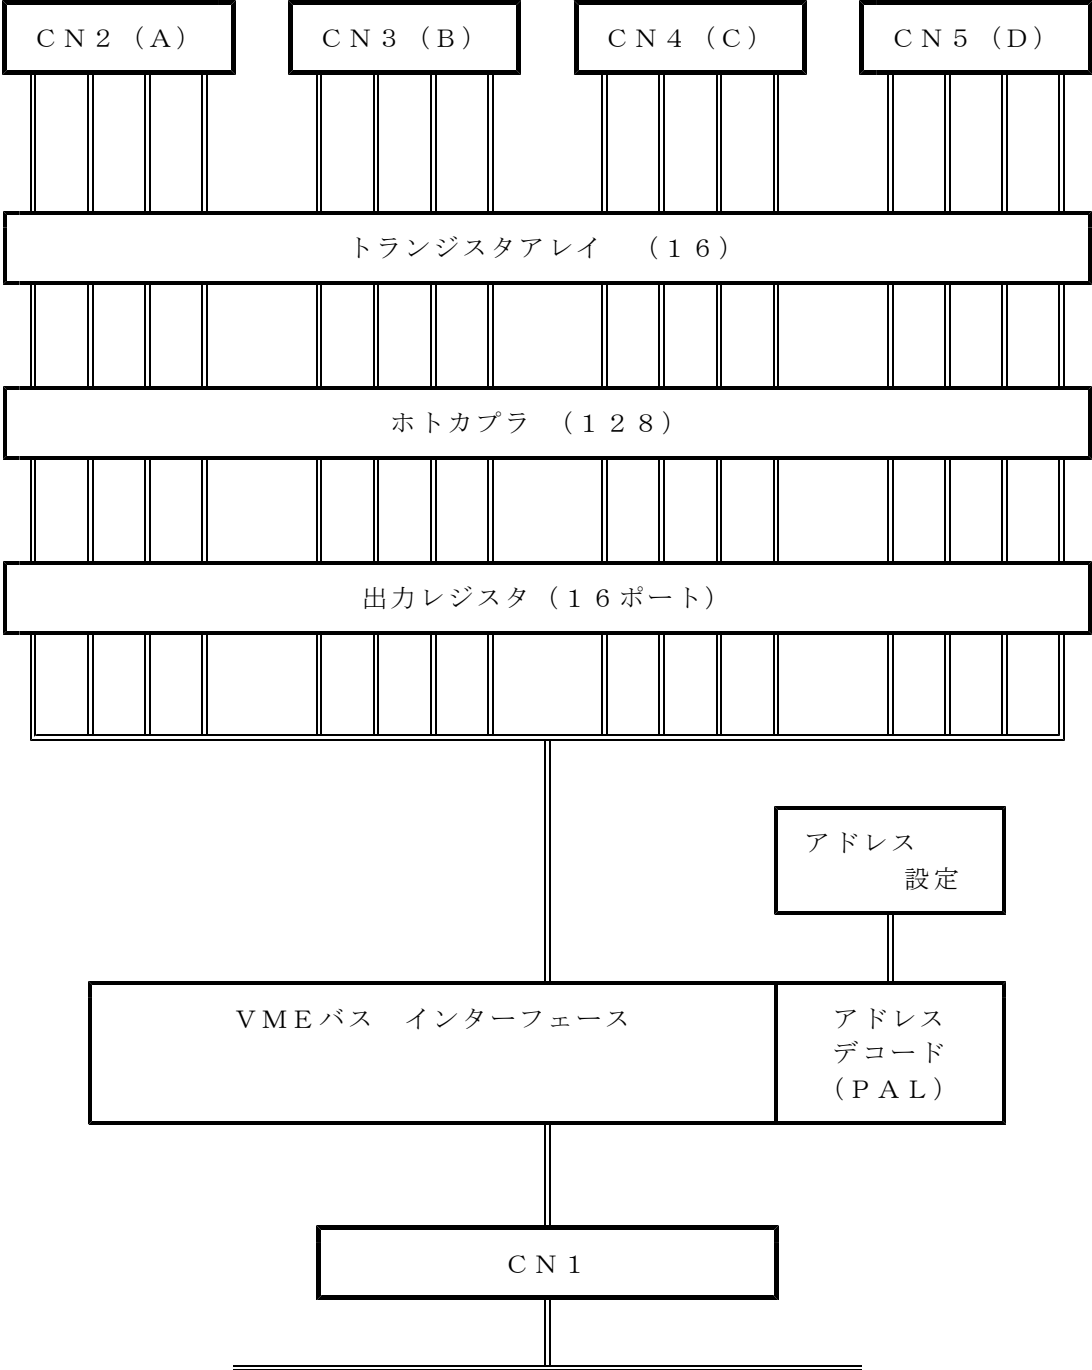 ＣＮ２（Ａ）
ＣＮ３（Ｂ）
ＣＮ４（Ｃ）
ＣＮ５（Ｄ）
トランジスタアレイ　（１６）
ホトカプラ　（１２８）
出力レジスタ（１６ポート）
アドレス
設定
ＶＭＥバス　インターフェース
アドレス
デコード
（ＰＡＬ）
ＣＮ１